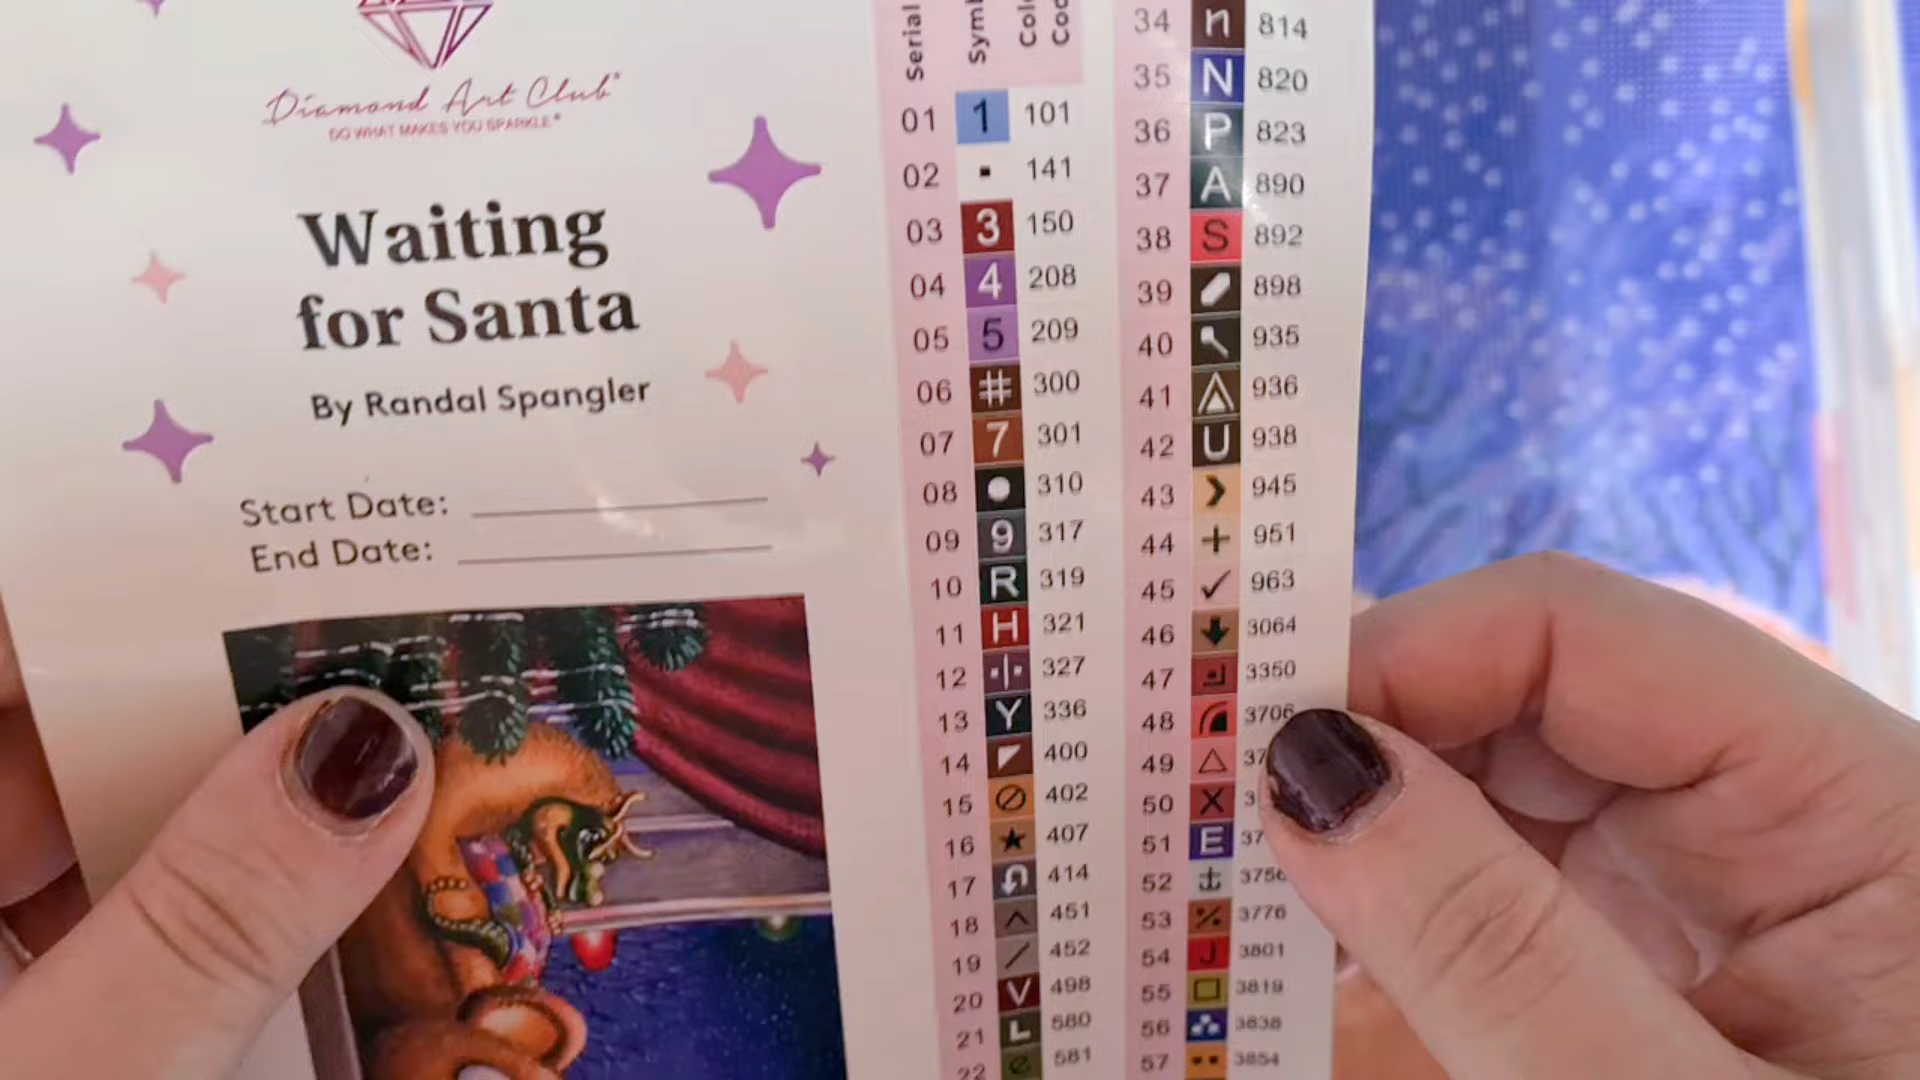 Diamond Art Club®
DO WHAT MAKES YOU SPARKLE®
Waiting
for Santa
By Randal Spangler
Start Date:
End Date:
Serial
01 1 101
02 141
03 3 150
04 4 208
05 5 209
06 # 300
07 7 301
08 310
09 9 317
10 R 319
11 H 321
12 327
13 Y 336
14 400
15 402
16 ★ 407
17 414
18 ^ 451
19 / 452
20 V 498
21 L 580
22 581
34 n 814
35 N 820
36 P 823
37 A 890
38 S 892
39 898
40 935
41 936
42 U 938
43 945
44 + 951
45 ✓ 963
46 3064
47 3350
48 3706
49 △
50 X
51 E
52 ⚓ 3756
53 3776
54 J 3801
55 3819
56 3838
57 3854